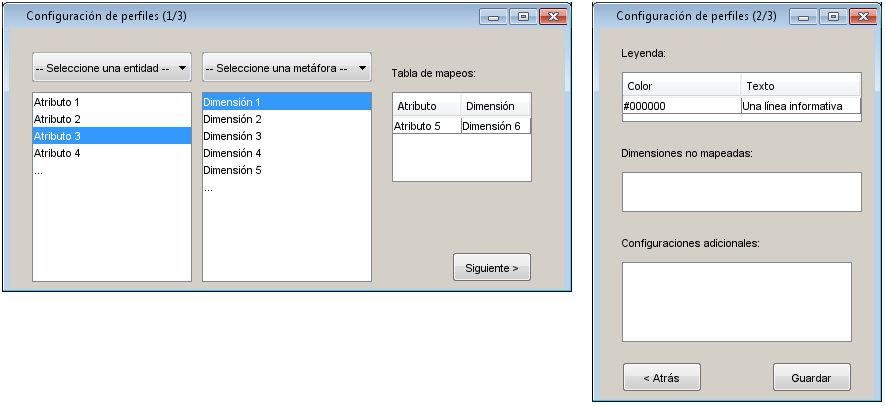 Configuración de perfiles (1/3)
-- Seleccione una entidad --
-- Seleccione una metáfora --
Tabla de mapeos:
Atributo 1
Atributo 2
Atributo 3
Atributo 4
...
Dimensión 1
Dimensión 2
Dimensión 3
Dimensión 4
Dimensión 5
...
Atributo Dimensión
Atributo 5 Dimensión 6
Siguiente >
Configuración de perfiles (2/3)
Leyenda:
Color Texto
#000000 Una línea informativa
Dimensiones no mapeadas:
Configuraciones adicionales:
< Atrás
Guardar